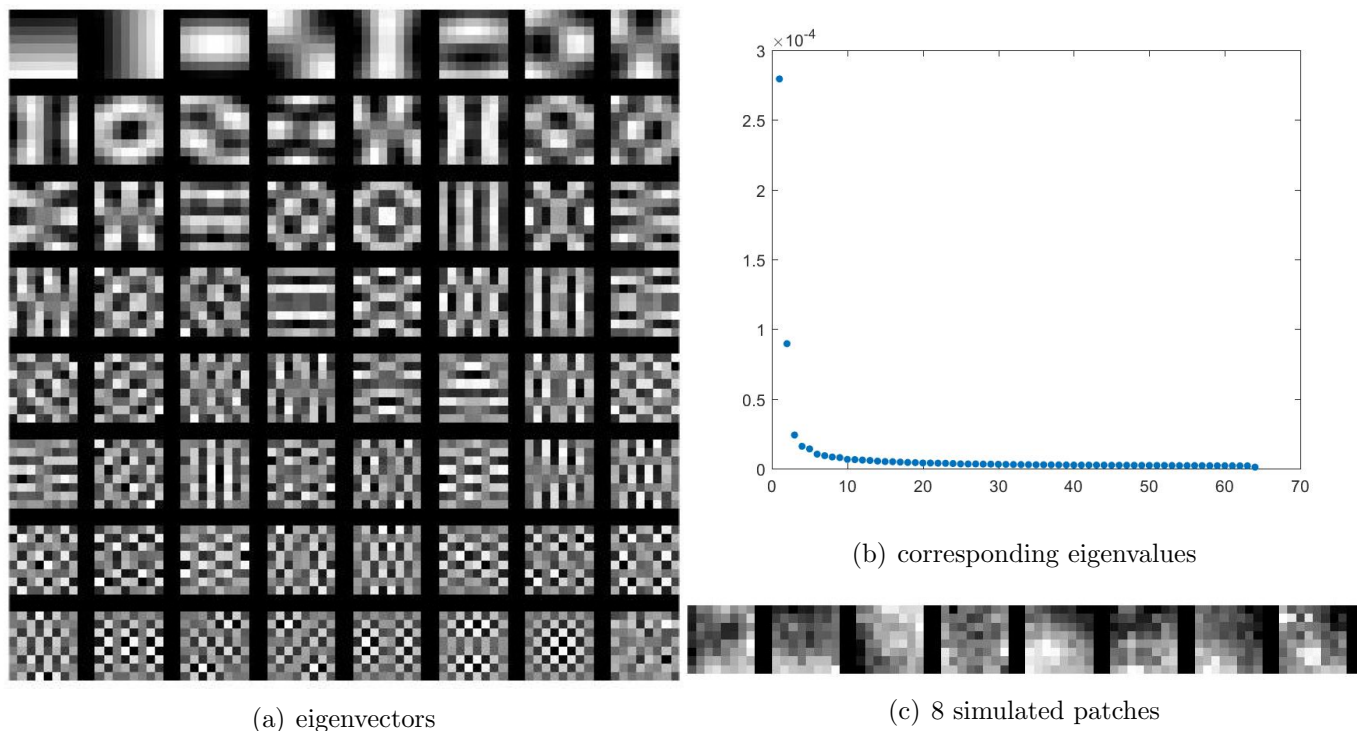 ×10⁻⁴
3
2.5
2
1.5
1
0.5
0
0 10 20 30 40 50 60 70
(b) corresponding eigenvalues
(a) eigenvectors
(c) 8 simulated patches